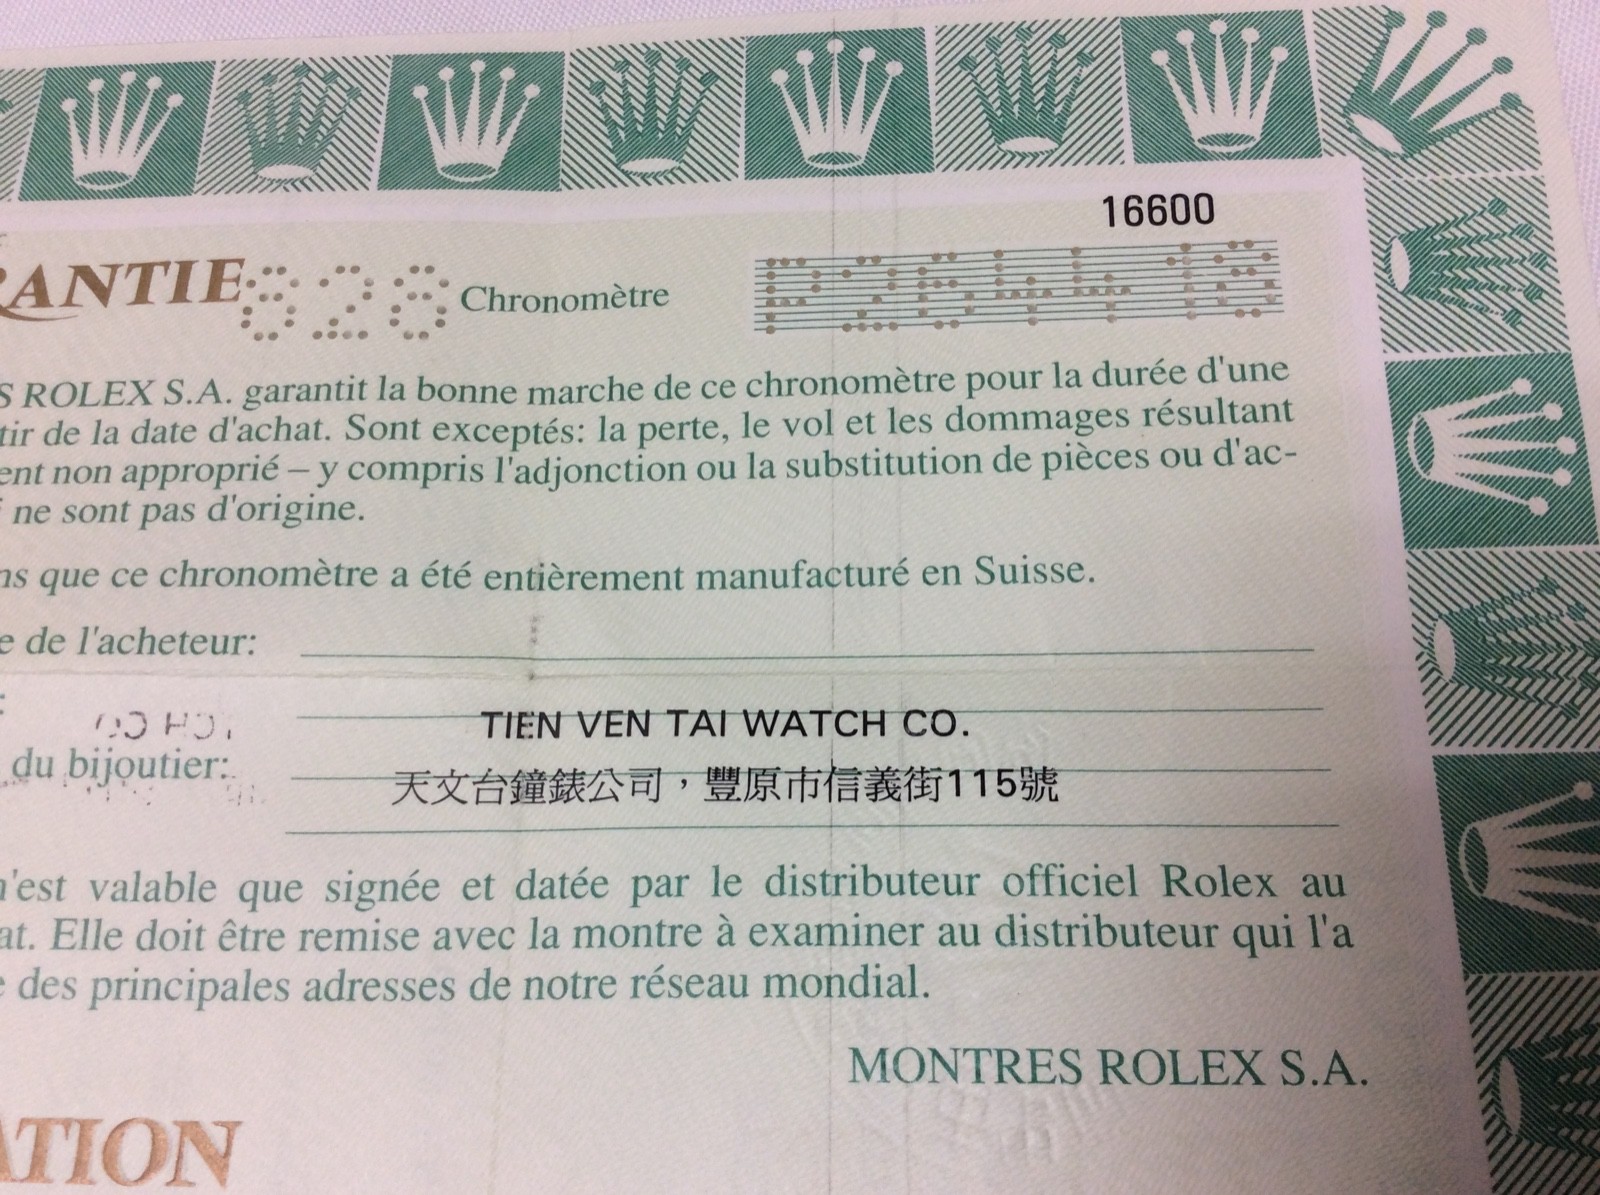 16600
RANTIE 828 Chronomètre
S ROLEX S.A. garantit la bonne marche de ce chronomètre pour la durée d'une
tir de la date d'achat. Sont exceptés: la perte, le vol et les dommages résultant
ent non approprié – y compris l'adjonction ou la substitution de pièces ou d'ac-
ne sont pas d'origine.
ns que ce chronomètre a été entièrement manufacturé en Suisse.
e de l'acheteur:
TIEN VEN TAI WATCH CO.
du bijoutier:
天文台鐘錶公司，豐原市信義街115號
n'est valable que signée et datée par le distributeur officiel Rolex au
at. Elle doit être remise avec la montre à examiner au distributeur qui l'a
e des principales adresses de notre réseau mondial.
MONTRES ROLEX S.A.
ATION